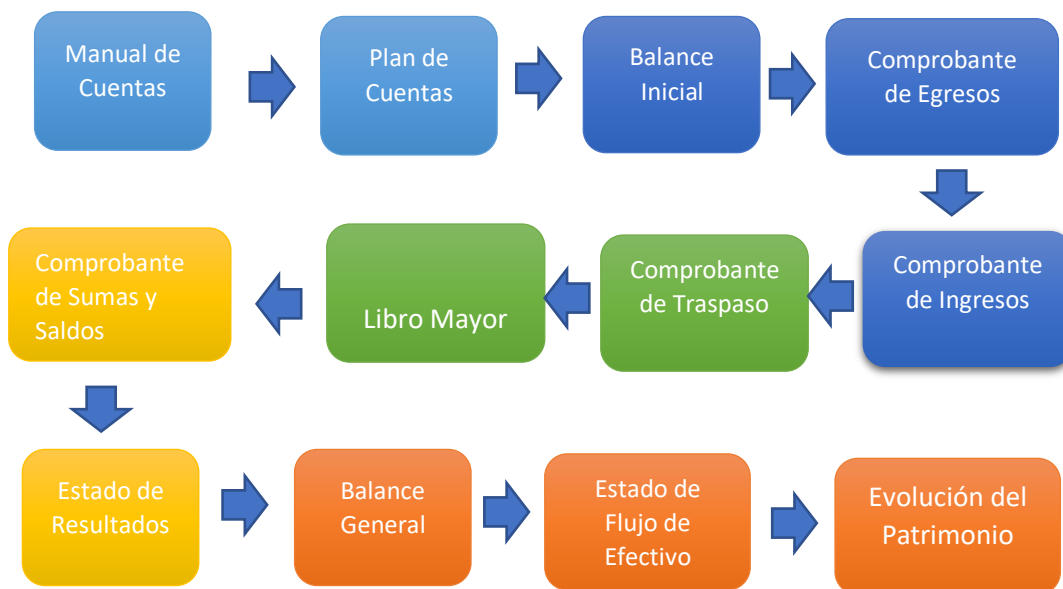 Manual de
Cuentas
Plan de
Cuentas
Balance
Inicial
Comprobante
de Egresos
Comprobante
de Ingresos
Comprobante
de Traspaso
Libro Mayor
Comprobante
de Sumas y
Saldos
Estado de
Resultados
Balance
General
Estado de
Flujo de
Efectivo
Evolución del
Patrimonio